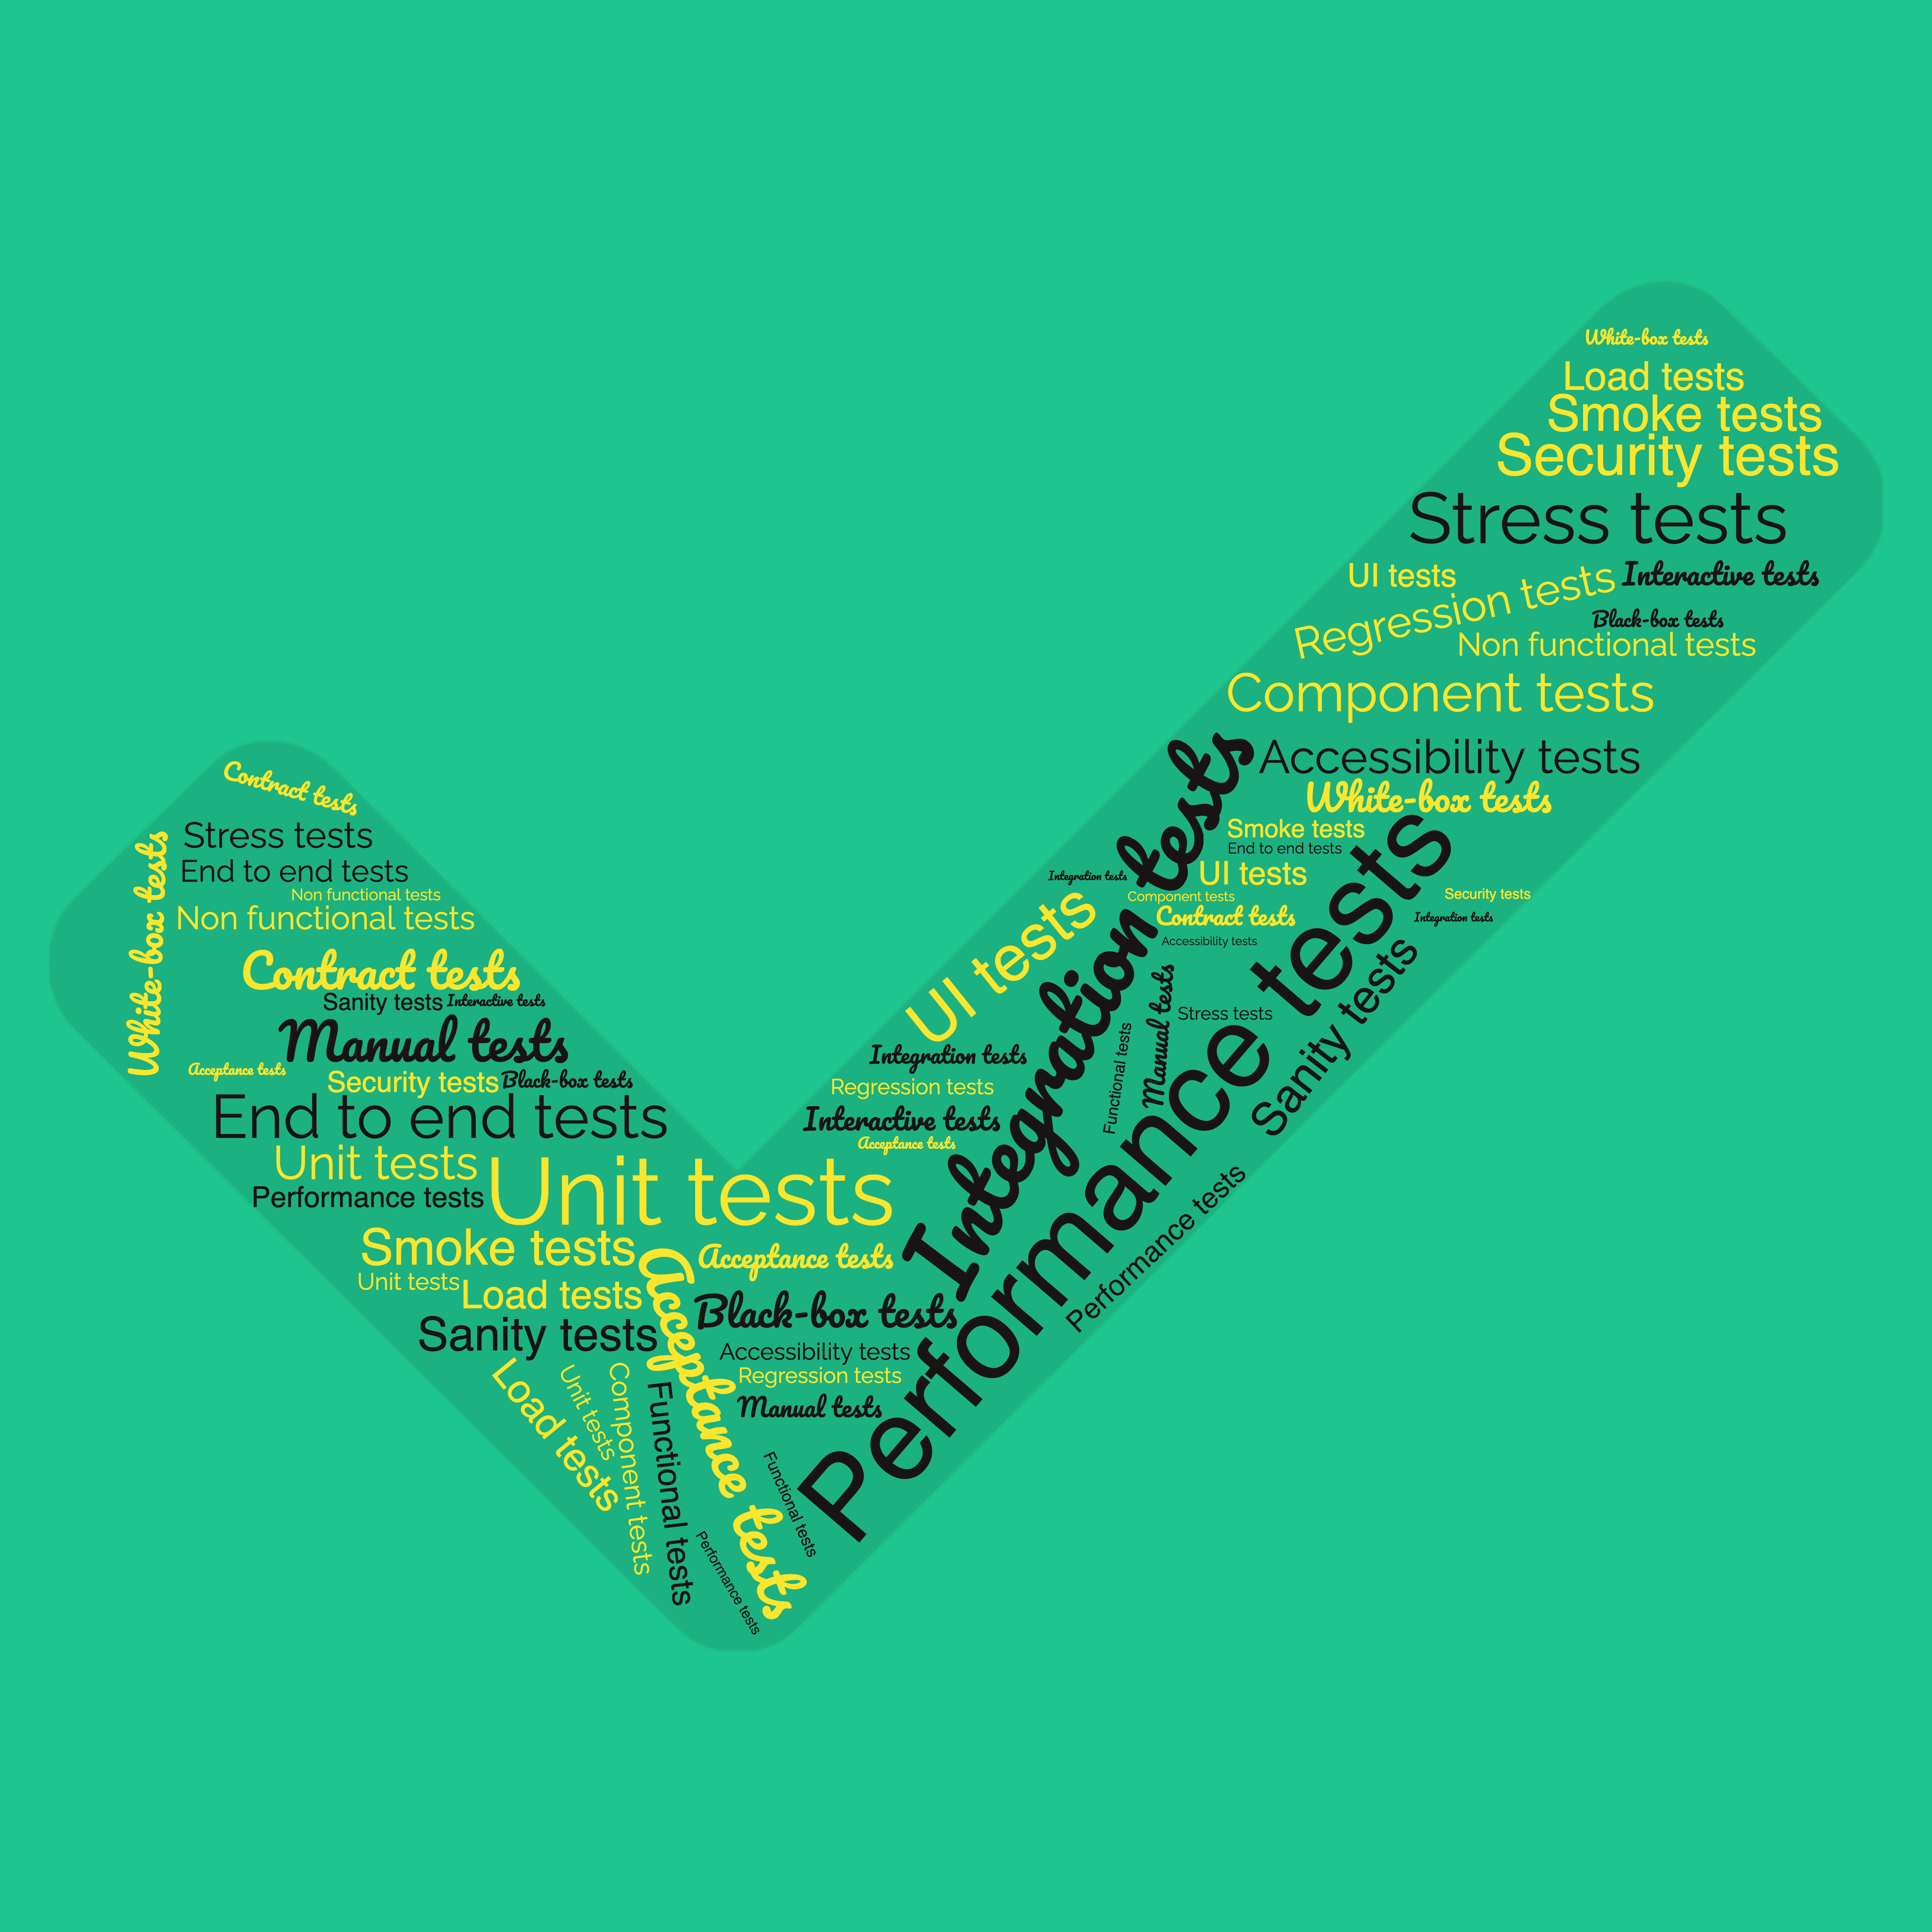 White-box tests
Load tests
Smoke tests
Security tests
Stress tests
UI tests
Interactive tests
Regression tests
Black-box tests
Non functional tests
Component tests
Integration tests
Accessibility tests
White-box tests
Contract tests
Smoke tests
Stress tests
End to end tests
White-box tests
End to end tests
UI tests
Integration tests
Component tests
Non functional tests
Security tests
Performance tests
Non functional tests
Contract tests
Integration tests
UI tests
Accessibility tests
Contract tests
Sanity tests
Manual tests
Sanity tests
Interactive tests
Stress tests
Functional tests
Manual tests
Integration tests
Acceptance tests
Security tests
Black-box tests
Regression tests
End to end tests
Interactive tests
Acceptance tests
Unit tests
Unit tests
Performance tests
Performance tests
Smoke tests
Acceptance tests
Acceptance tests
Unit tests
Load tests
Black-box tests
Sanity tests
Accessibility tests
Regression tests
Manual tests
Load tests
Unit tests
Component tests
Functional tests
Functional tests
Performance tests